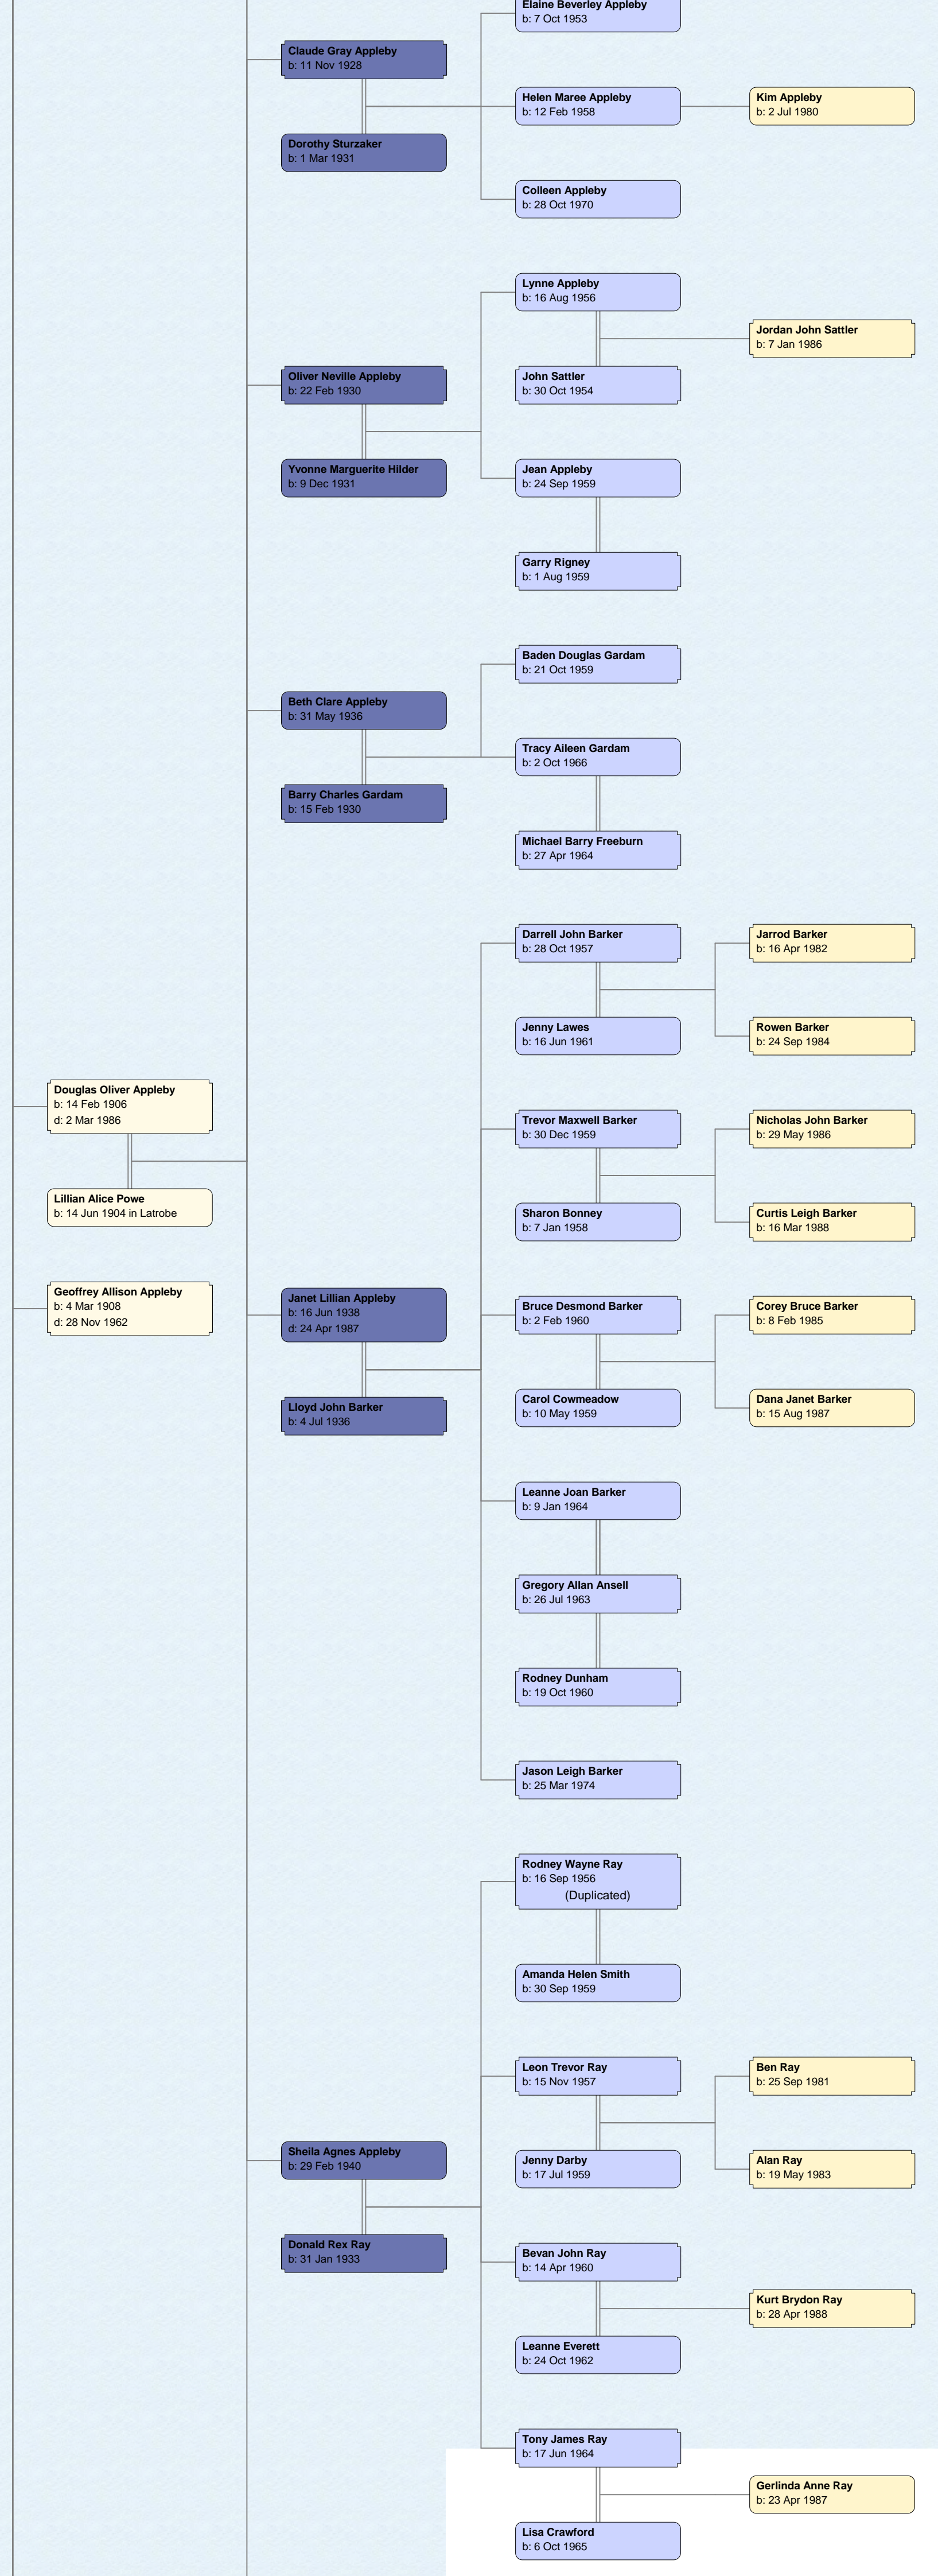 Elaine Beverley Appleby
b: 7 Oct 1953
Claude Gray Appleby
b: 11 Nov 1928
Helen Maree Appleby
b: 12 Feb 1958
Kim Appleby
b: 2 Jul 1980
Dorothy Sturzaker
b: 1 Mar 1931
Colleen Appleby
b: 28 Oct 1970
Lynne Appleby
b: 16 Aug 1956
Jordan John Sattler
b: 7 Jan 1986
Oliver Neville Appleby
b: 22 Feb 1930
John Sattler
b: 30 Oct 1954
Yvonne Marguerite Hilder
b: 9 Dec 1931
Jean Appleby
b: 24 Sep 1959
Garry Rigney
b: 1 Aug 1959
Baden Douglas Gardam
b: 21 Oct 1959
Beth Clare Appleby
b: 31 May 1936
Tracy Aileen Gardam
b: 2 Oct 1966
Barry Charles Gardam
b: 15 Feb 1930
Michael Barry Freeburn
b: 27 Apr 1964
Darrell John Barker
b: 28 Oct 1957
Jarrod Barker
b: 16 Apr 1982
Jenny Lawes
b: 16 Jun 1961
Rowen Barker
b: 24 Sep 1984
Douglas Oliver Appleby
b: 14 Feb 1906
d: 2 Mar 1986
Trevor Maxwell Barker
b: 30 Dec 1959
Nicholas John Barker
b: 29 May 1986
Lillian Alice Powe
b: 14 Jun 1904 in Latrobe
Sharon Bonney
b: 7 Jan 1958
Curtis Leigh Barker
b: 16 Mar 1988
Geoffrey Allison Appleby
b: 4 Mar 1908
d: 28 Nov 1962
Janet Lillian Appleby
b: 16 Jun 1938
d: 24 Apr 1987
Bruce Desmond Barker
b: 2 Feb 1960
Corey Bruce Barker
b: 8 Feb 1985
Lloyd John Barker
b: 4 Jul 1936
Carol Cowmeadow
b: 10 May 1959
Dana Janet Barker
b: 15 Aug 1987
Leanne Joan Barker
b: 9 Jan 1964
Gregory Allan Ansell
b: 26 Jul 1963
Rodney Dunham
b: 19 Oct 1960
Jason Leigh Barker
b: 25 Mar 1974
Rodney Wayne Ray
b: 16 Sep 1956
(Duplicated)
Amanda Helen Smith
b: 30 Sep 1959
Leon Trevor Ray
b: 15 Nov 1957
Ben Ray
b: 25 Sep 1981
Sheila Agnes Appleby
b: 29 Feb 1940
Jenny Darby
b: 17 Jul 1959
Alan Ray
b: 19 May 1983
Donald Rex Ray
b: 31 Jan 1933
Bevan John Ray
b: 14 Apr 1960
Kurt Brydon Ray
b: 28 Apr 1988
Leanne Everett
b: 24 Oct 1962
Tony James Ray
b: 17 Jun 1964
Gerlinda Anne Ray
b: 23 Apr 1987
Lisa Crawford
b: 6 Oct 1965